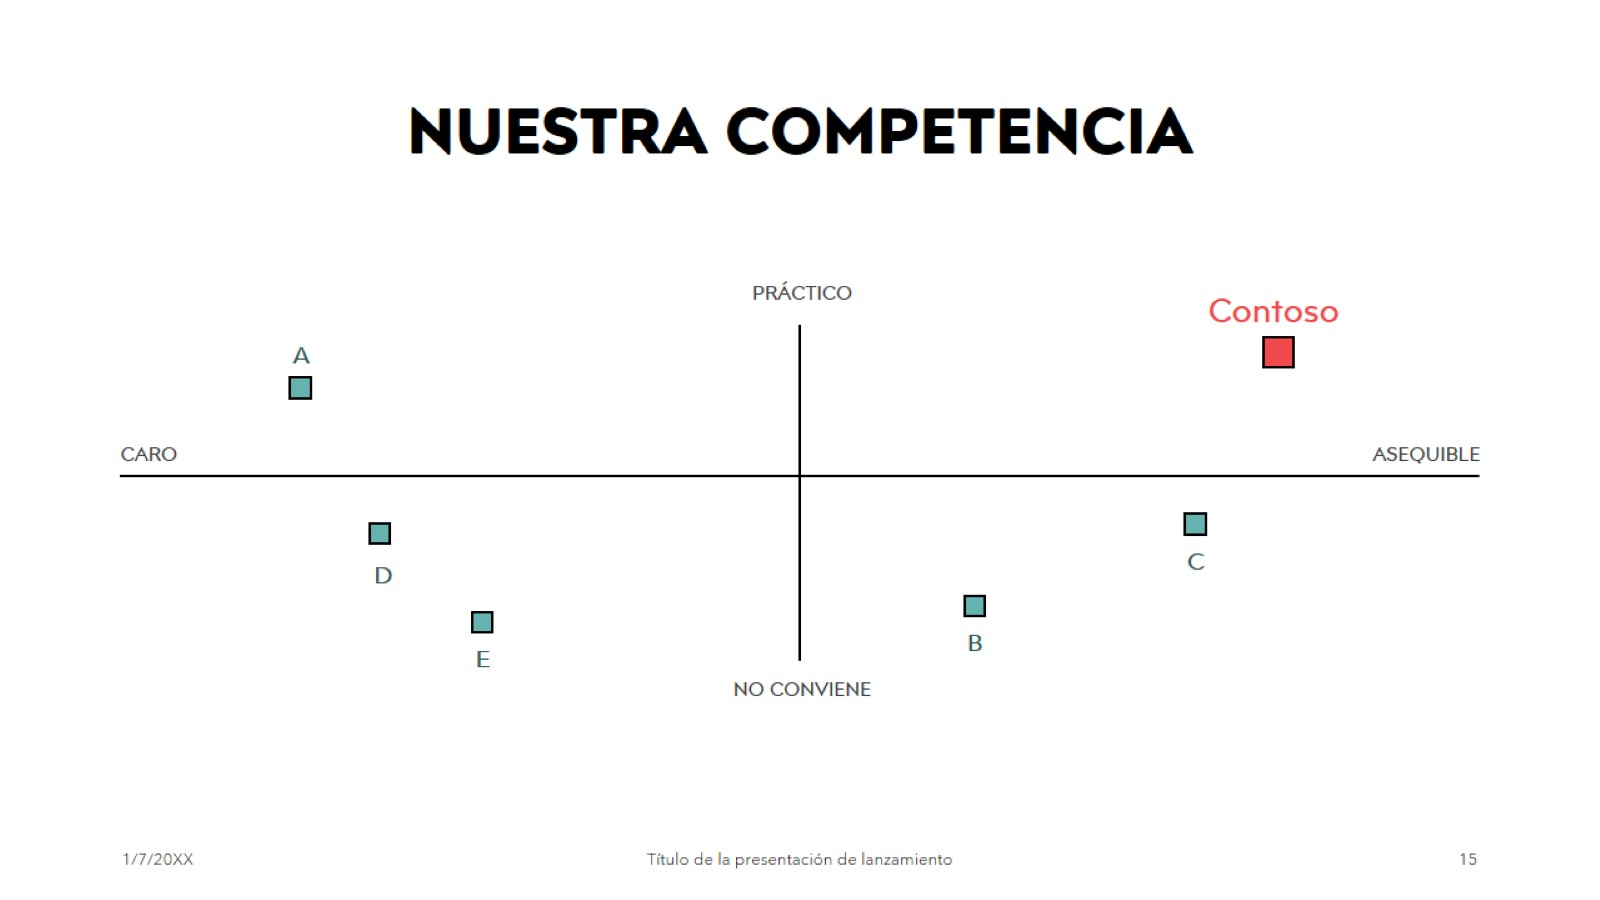 NUESTRA COMPETENCIA
PRÁCTICO
Contoso
A
CARO
ASEQUIBLE
C
D
B
E
NO CONVIENE
1/7/20XX
Título de la presentación de lanzamiento
15